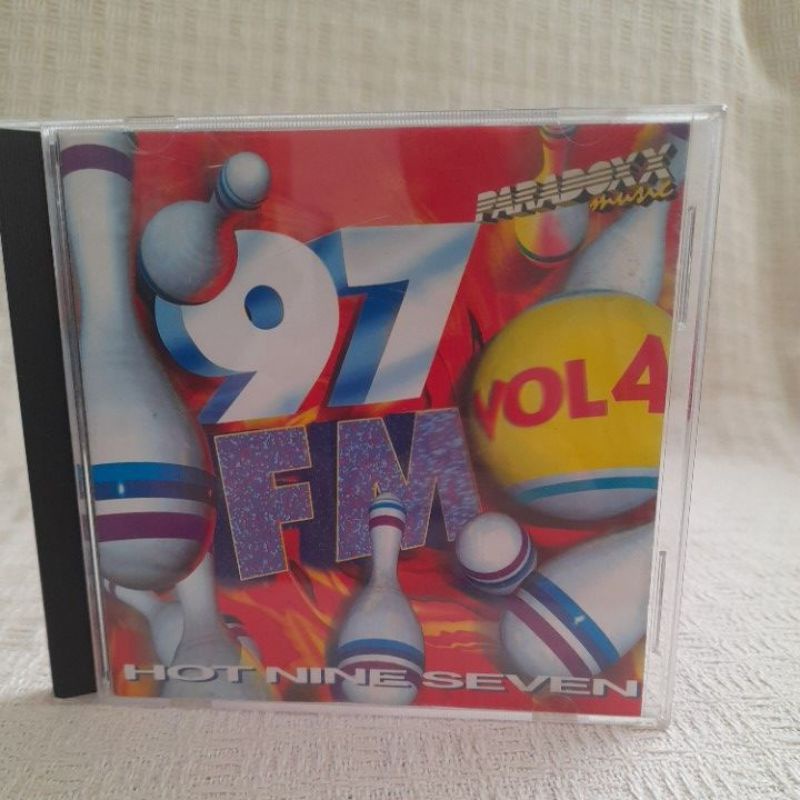 PARADOXX
music
97
FM
VOL 4
HOT NINE SEVEN